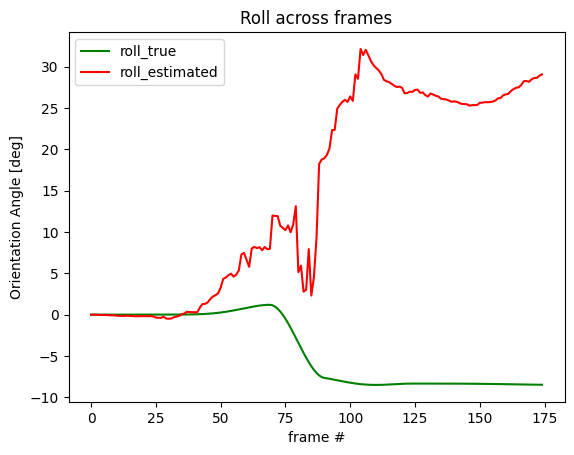 Roll across frames
roll_true
roll_estimated
Orientation Angle [deg]
30
25
20
15
10
5
0
−5
−10
0 25 50 75 100 125 150 175
frame #